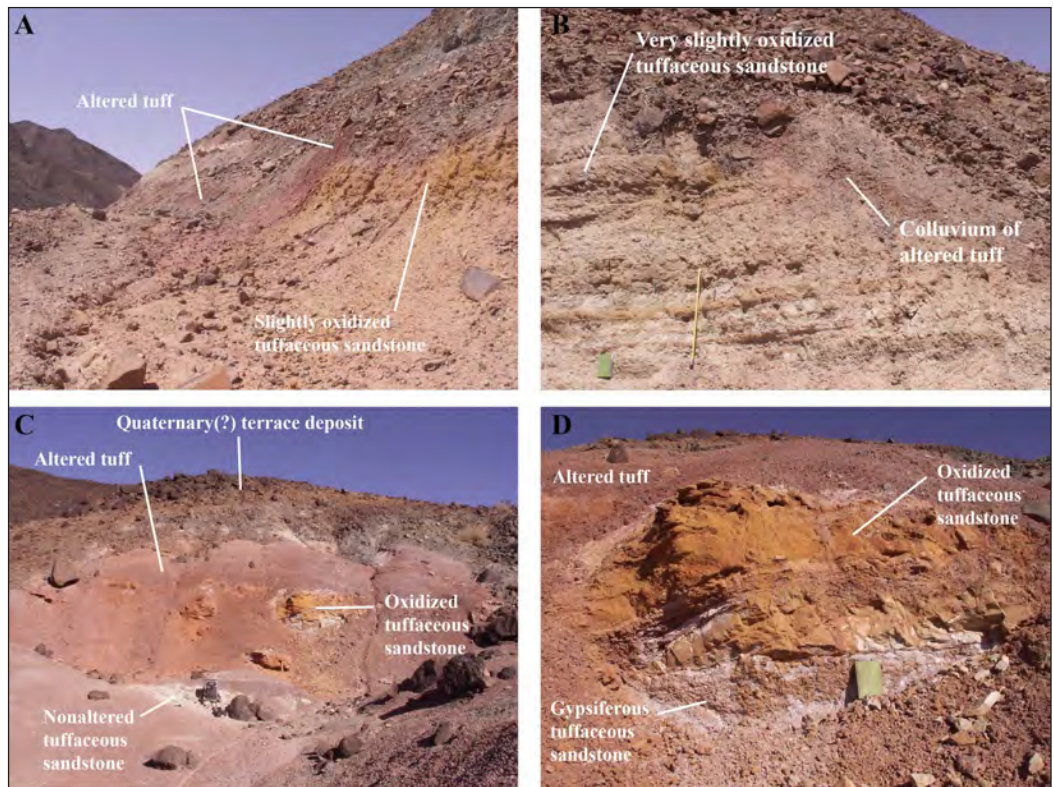 A
Altered tuff
Slightly oxidized
tuffaceous sandstone
B
Very slightly oxidized
tuffaceous sandstone
Colluvium of
altered tuff
C
Quaternary(?) terrace deposit
Altered tuff
Oxidized
tuffaceous
sandstone
Nonaltered
tuffaceous
sandstone
D
Altered tuff
Oxidized
tuffaceous
sandstone
Gypsiferous
tuffaceous
sandstone